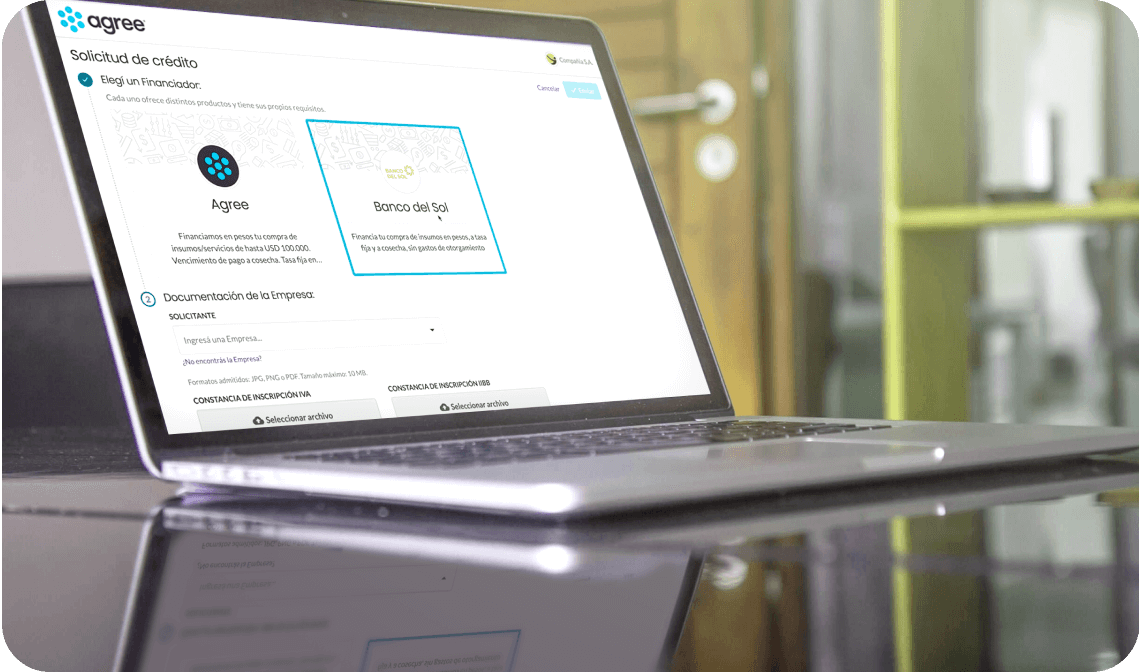 agree
Solicitud de crédito
Compañía S.A.
Elegí un Financiador:
Cancelar
Enviar
Cada uno ofrece distintos productos y tiene sus propios requisitos.
BANCO
DEL SOL
Agree
Banco del Sol
Financiamos en pesos tu compra de
insumos/servicios de hasta USD 100.000.
Vencimiento de pago a cosecha. Tasa fija en...
Financia tu compra de insumos en pesos, a tasa
fija y a cosecha, sin gastos de otorgamiento
2 Documentación de la Empresa:
SOLICITANTE
Ingresá una Empresa...
¿No encontrás la Empresa?
Formatos admitidos: JPG, PNG o PDF. Tamaño máximo: 10 MB.
CONSTANCIA DE INSCRIPCIÓN IVA
CONSTANCIA DE INSCRIPCIÓN IIBB
Seleccionar archivo
Seleccionar archivo